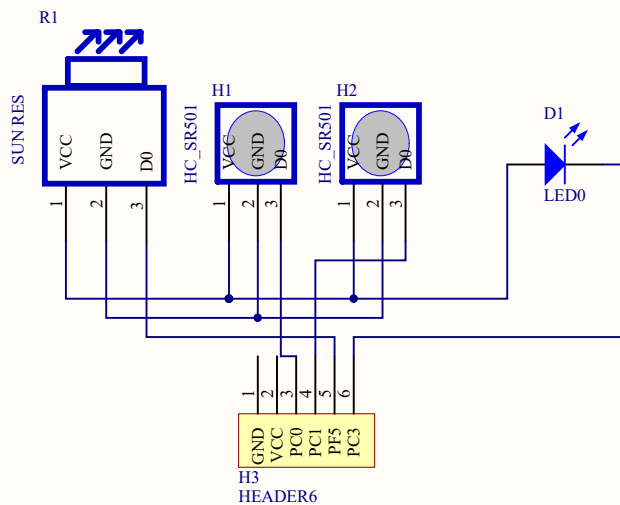 R1
SUN RES
VCC
GND
D0
1
2
3
H1
HC_SR501
VCC
GND
D0
1
2
3
H2
HC_SR501
VCC
GND
D0
1
2
3
D1
LED0
1
2
3
4
5
6
GND
VCC
PC0
PC1
PF5
PC3
H3
HEADER6